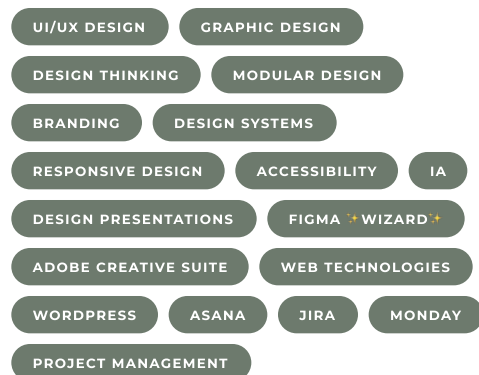 UI/UX DESIGN GRAPHIC DESIGN
DESIGN THINKING MODULAR DESIGN
BRANDING DESIGN SYSTEMS
RESPONSIVE DESIGN ACCESSIBILITY IA
DESIGN PRESENTATIONS FIGMA ✨WIZARD✨
ADOBE CREATIVE SUITE WEB TECHNOLOGIES
WORDPRESS ASANA JIRA MONDAY
PROJECT MANAGEMENT